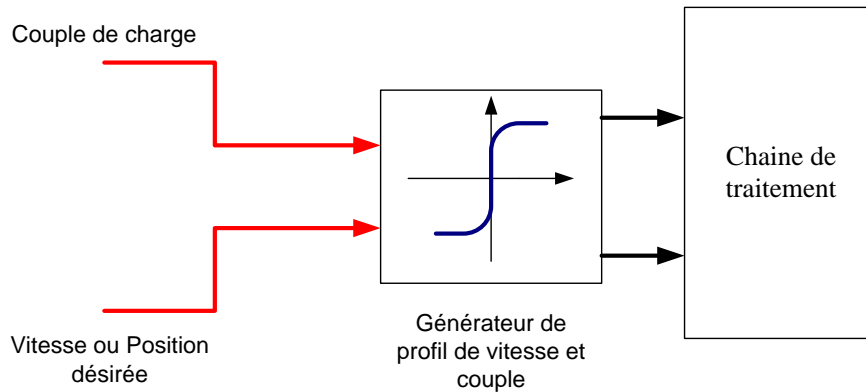 Couple de charge
Chaine de
traitement
Vitesse ou Position
désirée
Générateur de
profil de vitesse et
couple